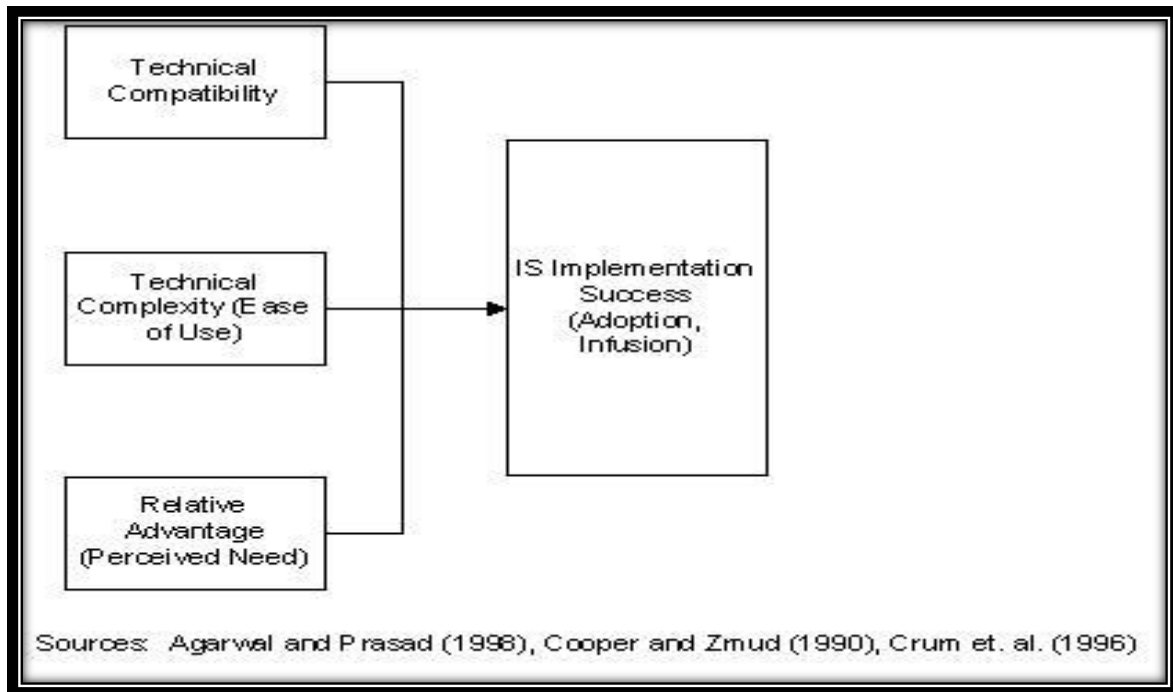 Technical
Compatibility
Technical
Complexity (Ease
of Use)
Relative
Advantage
(Perceived Need)
IS Implementation
Success
(Adoption,
Infusion)
Sources: Agarwal and Prasad (1998), Cooper and Zmud (1990), Crum et. al. (1996)